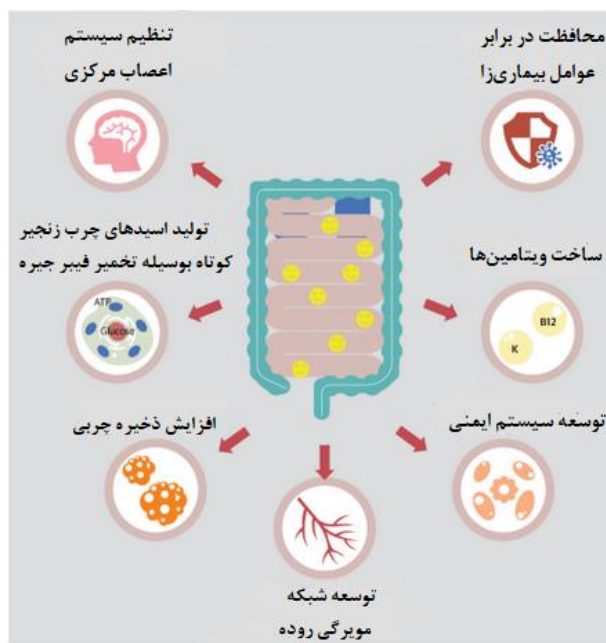 محافظت در برابر
عوامل بیماری‌زا
تنظیم سیستم
اعصاب مرکزی
ساخت ویتامین‌ها
B12
K
تولید اسیدهای چرب زنجیر
کوتاه بوسیله تخمیر فیبر جیره
ATP
Glucose
توسعه سیستم ایمنی
افزایش ذخیره چربی
توسعه شبکه
مویرگی روده